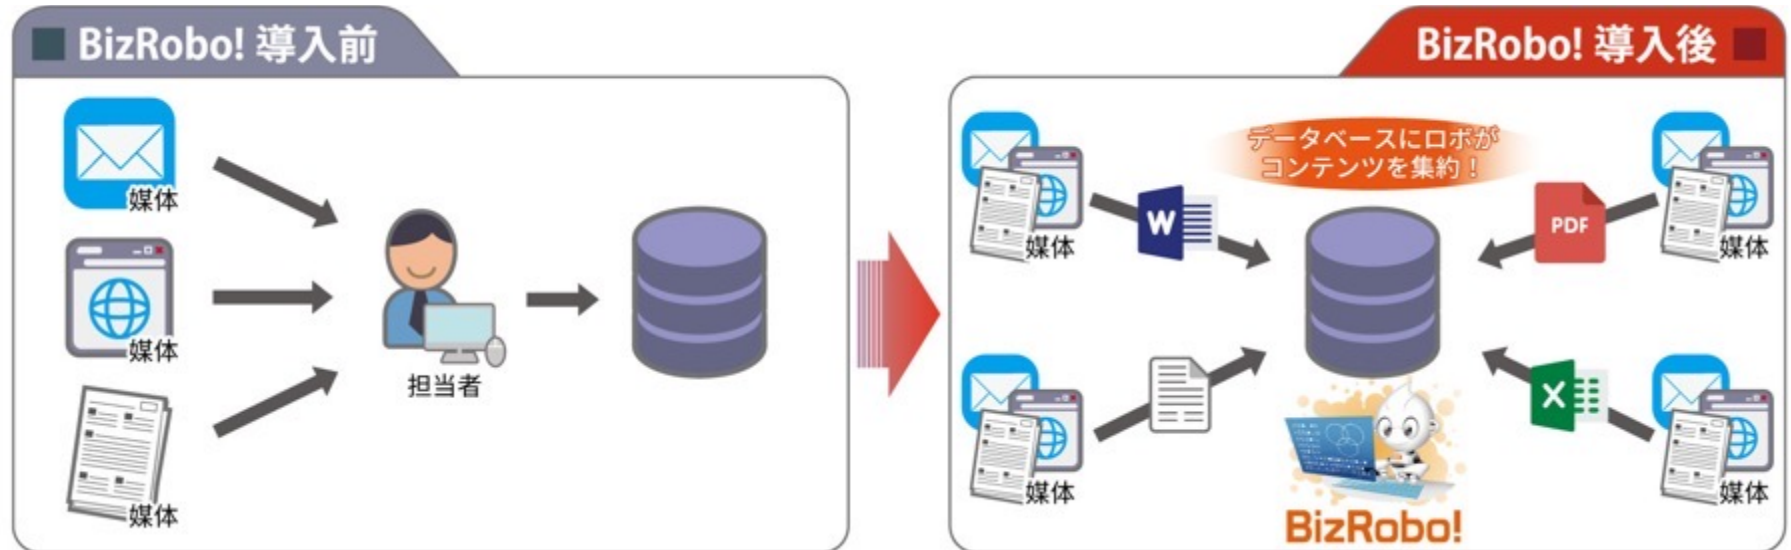 BizRobo! 導入前
媒体
媒体
媒体
担当者
BizRobo! 導入後
データベースにロボが
コンテンツを集約！
媒体
W
PDF
媒体
媒体
X
媒体
BizRobo!